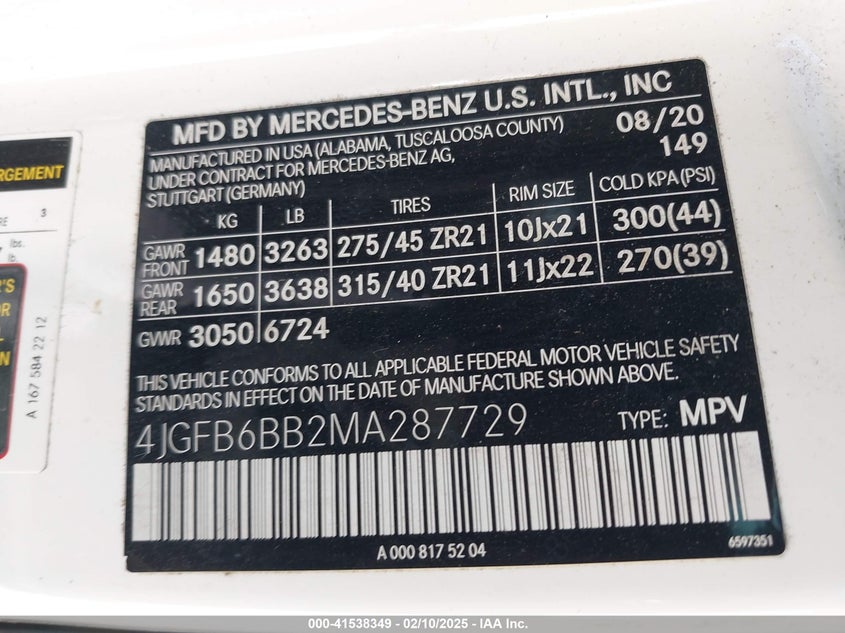 MFD BY MERCEDES-BENZ U.S. INTL., INC
MANUFACTURED IN USA (ALABAMA, TUSCALOOSA COUNTY) 08/20
UNDER CONTRACT FOR MERCEDES-BENZ AG, 149
STUTTGART (GERMANY)
KG LB TIRES RIM SIZE COLD KPA (PSI)
GAWR FRONT 1480 3263 275/45 ZR21 10Jx21 300(44)
GAWR REAR 1650 3638 315/40 ZR21 11Jx22 270(39)
GVWR 3050 6724
THIS VEHICLE CONFORMS TO ALL APPLICABLE FEDERAL MOTOR VEHICLE SAFETY
STANDARDS IN EFFECT ON THE DATE OF MANUFACTURE SHOWN ABOVE.
4JGFB6BB2MA287729 TYPE: MPV
A 000 817 52 04
6597351
3
lbs.
A 167 584 22 12
000-41538349 — 02/10/2025 — IAA Inc.